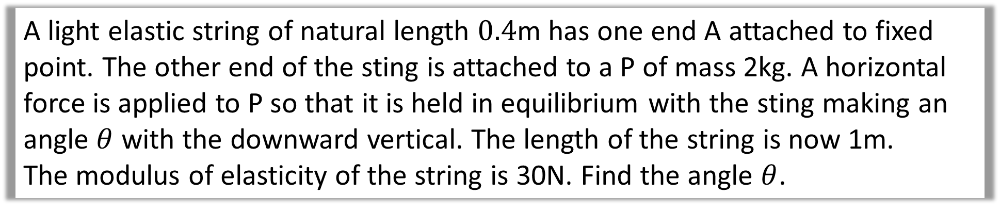 A light elastic string of natural length 0.4m has one end A attached to fixed
point. The other end of the sting is attached to a P of mass 2kg. A horizontal
force is applied to P so that it is held in equilibrium with the sting making an
angle θ with the downward vertical. The length of the string is now 1m.
The modulus of elasticity of the string is 30N. Find the angle θ.